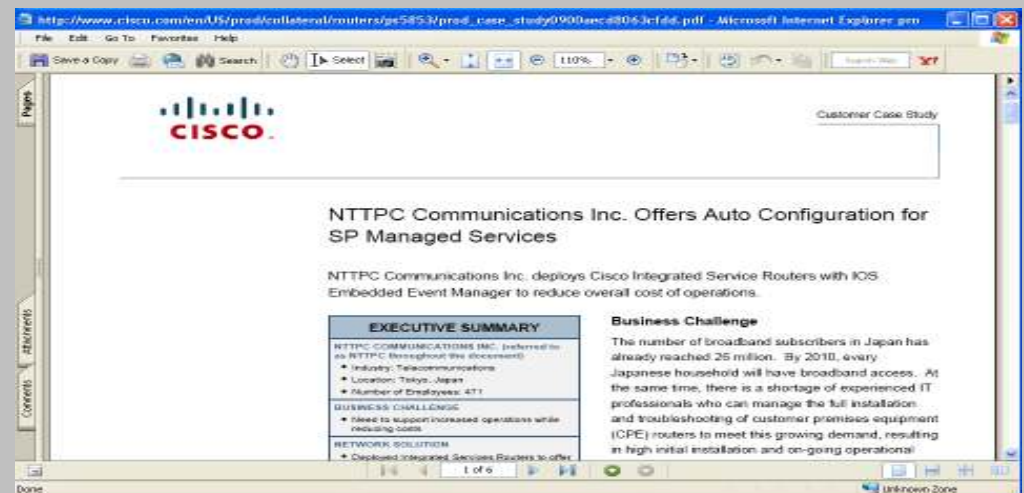 http://www.cisco.com/en/US/prod/collateral/routers/ps5853/prod_case_study0900aecd8063cfdd.pdf - Microsoft Internet Explorer pro
File Edit Go To Favorites Help
Save a Copy Search Select 110% Y!
Pages
CISCO
Customer Case Study
NTTPC Communications Inc. Offers Auto Configuration for
SP Managed Services
NTTPC Communications Inc. deploys Cisco Integrated Service Routers with IOS
Embedded Event Manager to reduce overall cost of operations.
EXECUTIVE SUMMARY
NTTPC COMMUNICATIONS INC. (referred to
as NTTPC throughout the document)
• Industry: Telecommunications
• Location: Tokyo, Japan
• Number of Employees: 471
BUSINESS CHALLENGE
• Need to support increased operations while
reducing costs
NETWORK SOLUTION
• Deployed Integrated Services Routers to offer
Business Challenge
The number of broadband subscribers in Japan has
already reached 26 million. By 2010, every
Japanese household will have broadband access. At
the same time, there is a shortage of experienced IT
professionals who can manage the full installation
and troubleshooting of customer premises equipment
(CPE) routers to meet this growing demand, resulting
in high initial installation and on-going operational
Attachments
Comments
1 of 6
Done
Unknown Zone